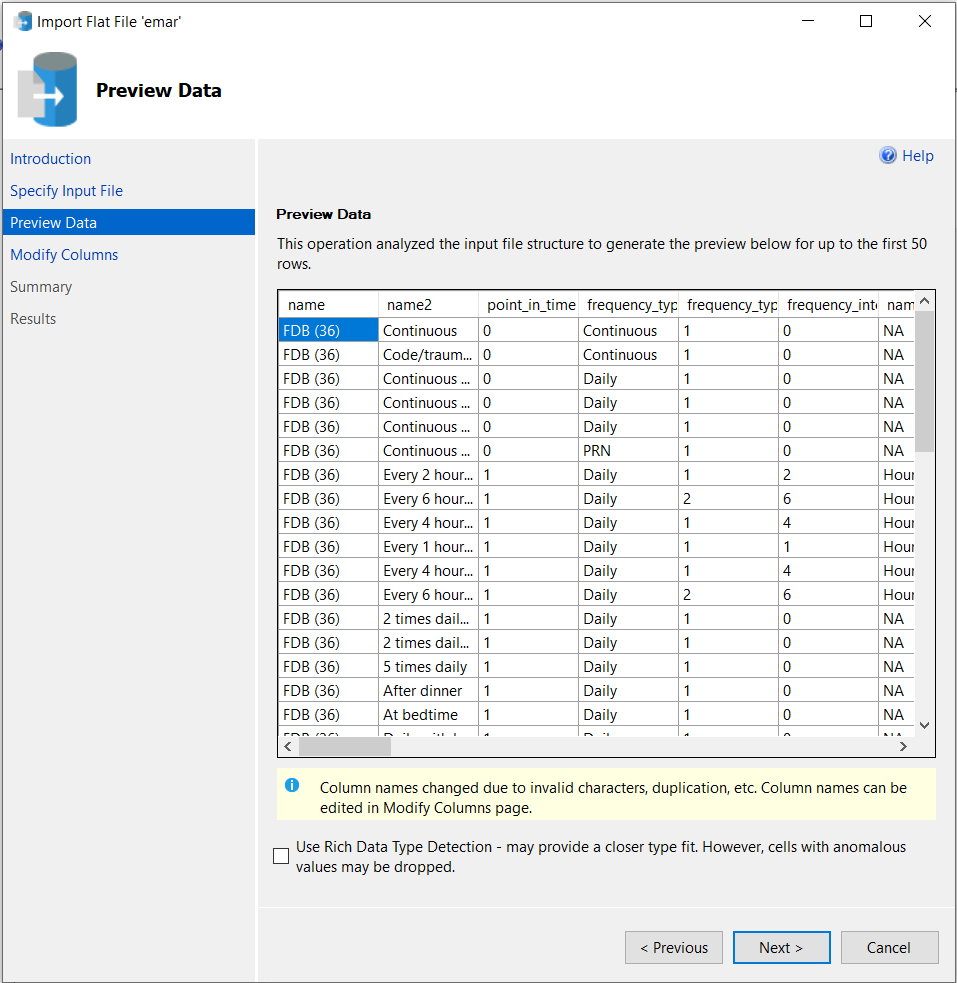 Import Flat File 'emar'
Preview Data
Introduction
Specify Input File
Preview Data
Modify Columns
Summary
Results
Help
Preview Data
This operation analyzed the input file structure to generate the preview below for up to the first 50
rows.
name name2 point_in_time frequency_typ frequency_typ frequency_inte nam
FDB (36) Continuous 0 Continuous 1 0 NA
FDB (36) Code/traum... 0 Continuous 1 0 NA
FDB (36) Continuous ... 0 Daily 1 0 NA
FDB (36) Continuous ... 0 Daily 1 0 NA
FDB (36) Continuous ... 0 Daily 1 0 NA
FDB (36) Continuous ... 0 PRN 1 0 NA
FDB (36) Every 2 hour... 1 Daily 1 2 Hour
FDB (36) Every 6 hour... 1 Daily 2 6 Hour
FDB (36) Every 4 hour... 1 Daily 1 4 Hour
FDB (36) Every 1 hour... 1 Daily 1 1 Hour
FDB (36) Every 4 hour... 1 Daily 1 4 Hour
FDB (36) Every 6 hour... 1 Daily 2 6 Hour
FDB (36) 2 times dail... 1 Daily 1 0 NA
FDB (36) 2 times dail... 1 Daily 1 0 NA
FDB (36) 5 times daily 1 Daily 1 0 NA
FDB (36) After dinner 1 Daily 1 0 NA
FDB (36) At bedtime 1 Daily 1 0 NA
Column names changed due to invalid characters, duplication, etc. Column names can be
edited in Modify Columns page.
Use Rich Data Type Detection - may provide a closer type fit. However, cells with anomalous
values may be dropped.
< Previous Next > Cancel